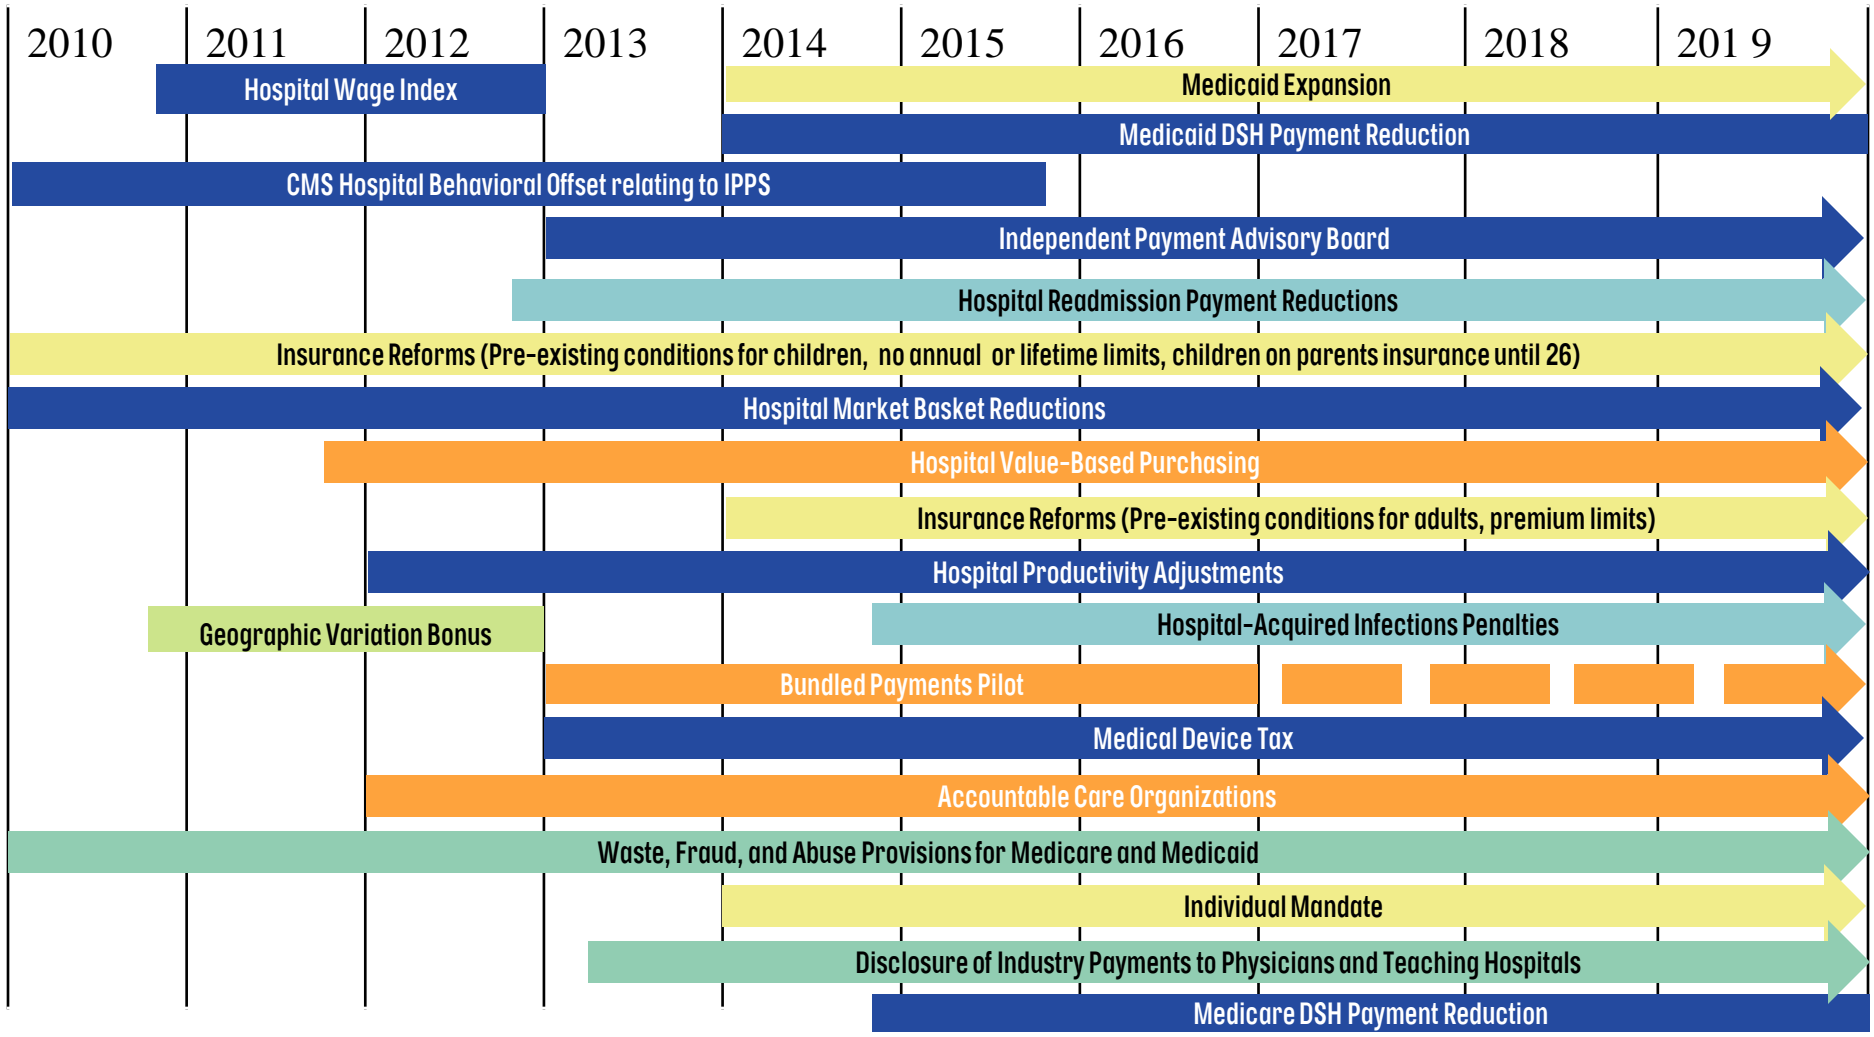 2010 2011 2012 2013 2014 2015 2016 2017 2018 201 9
Hospital Wage Index
Medicaid Expansion
Medicaid DSH Payment Reduction
CMS Hospital Behavioral Offset relating to IPPS
Independent Payment Advisory Board
Hospital Readmission Payment Reductions
Insurance Reforms (Pre-existing conditions for children, no annual or lifetime limits, children on parents insurance until 26)
Hospital Market Basket Reductions
Hospital Value-Based Purchasing
Insurance Reforms (Pre-existing conditions for adults, premium limits)
Hospital Productivity Adjustments
Geographic Variation Bonus
Hospital-Acquired Infections Penalties
Bundled Payments Pilot
Medical Device Tax
Accountable Care Organizations
Waste, Fraud, and Abuse Provisions for Medicare and Medicaid
Individual Mandate
Disclosure of Industry Payments to Physicians and Teaching Hospitals
Medicare DSH Payment Reduction